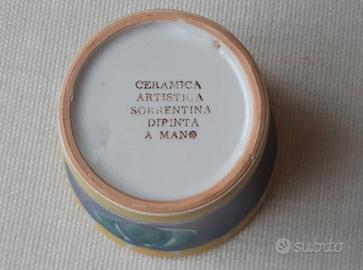 CERAMICA
ARTISTICA
SORRENTINA
DIPINTA
A MANO
subito